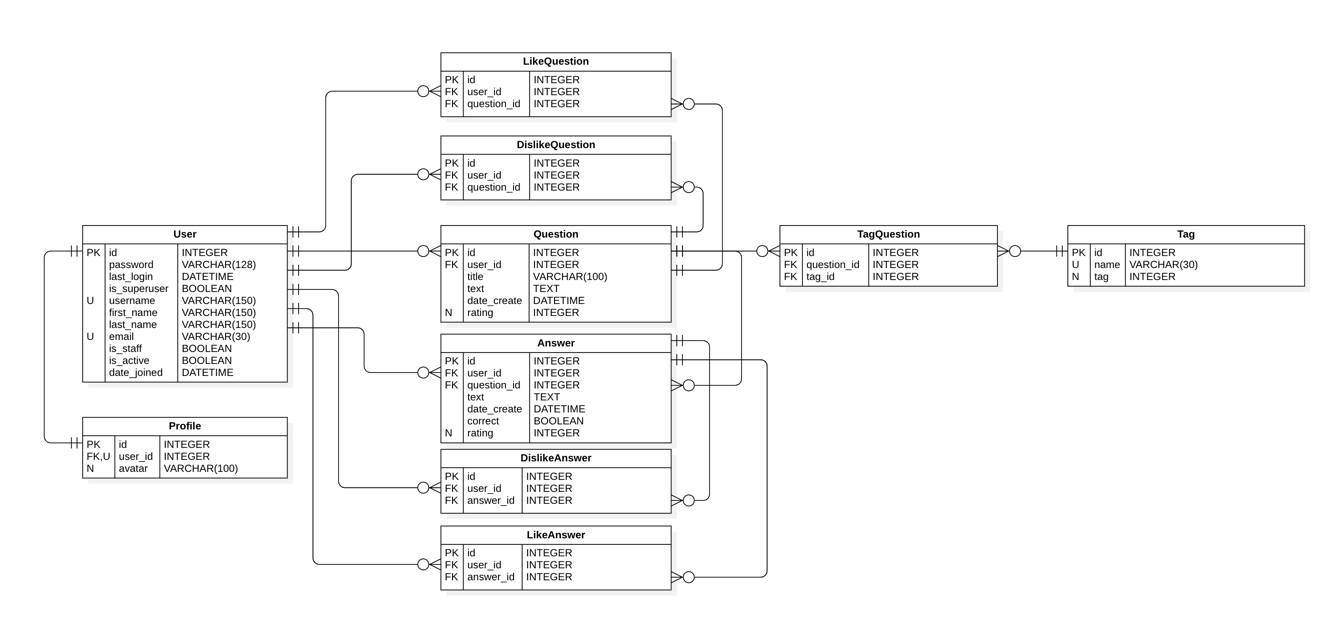 LikeQuestion
PK id INTEGER
FK user_id INTEGER
FK question_id INTEGER
DislikeQuestion
PK id INTEGER
FK user_id INTEGER
FK question_id INTEGER
User
PK id INTEGER
password VARCHAR(128)
last_login DATETIME
is_superuser BOOLEAN
U username VARCHAR(150)
first_name VARCHAR(150)
last_name VARCHAR(150)
U email VARCHAR(30)
is_staff BOOLEAN
is_active BOOLEAN
date_joined DATETIME
Question
PK id INTEGER
FK user_id INTEGER
title VARCHAR(100)
text TEXT
date_create DATETIME
N rating INTEGER
TagQuestion
PK id INTEGER
FK question_id INTEGER
FK tag_id INTEGER
Tag
PK id INTEGER
U name VARCHAR(30)
N tag INTEGER
Answer
PK id INTEGER
FK user_id INTEGER
FK question_id INTEGER
text TEXT
date_create DATETIME
correct BOOLEAN
N rating INTEGER
Profile
PK id INTEGER
FK,U user_id INTEGER
N avatar VARCHAR(100)
DislikeAnswer
PK id INTEGER
FK user_id INTEGER
FK answer_id INTEGER
LikeAnswer
PK id INTEGER
FK user_id INTEGER
FK answer_id INTEGER